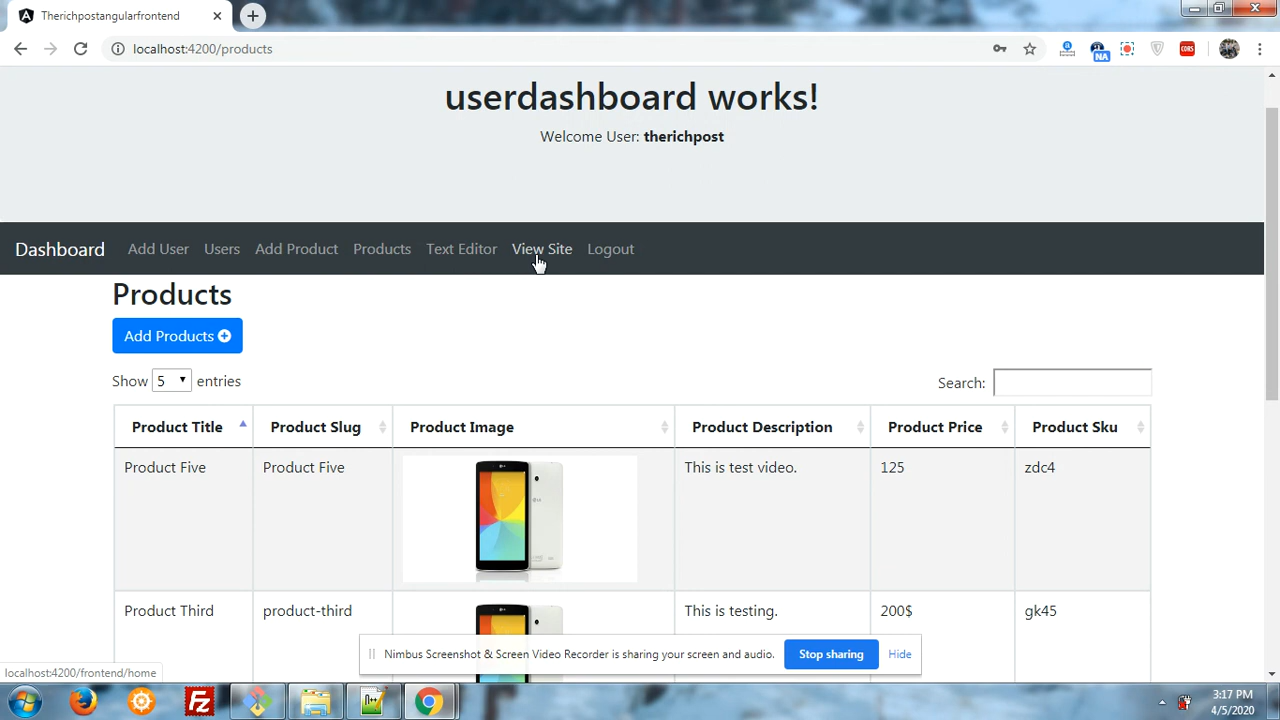 Therichpostangularfrontend
localhost:4200/products
NA
CORS
userdashboard works!
Welcome User: therichpost
Dashboard Add User Users Add Product Products Text Editor View Site Logout
Products
Add Products
Show 5 entries
Search:
Product Title Product Slug Product Image Product Description Product Price Product Sku
Product Five Product Five This is test video. 125 zdc4
Product Third product-third This is testing. 200$ gk45
Nimbus Screenshot & Screen Video Recorder is sharing your screen and audio. Stop sharing Hide
localhost:4200/frontend/home
3:17 PM
4/5/2020